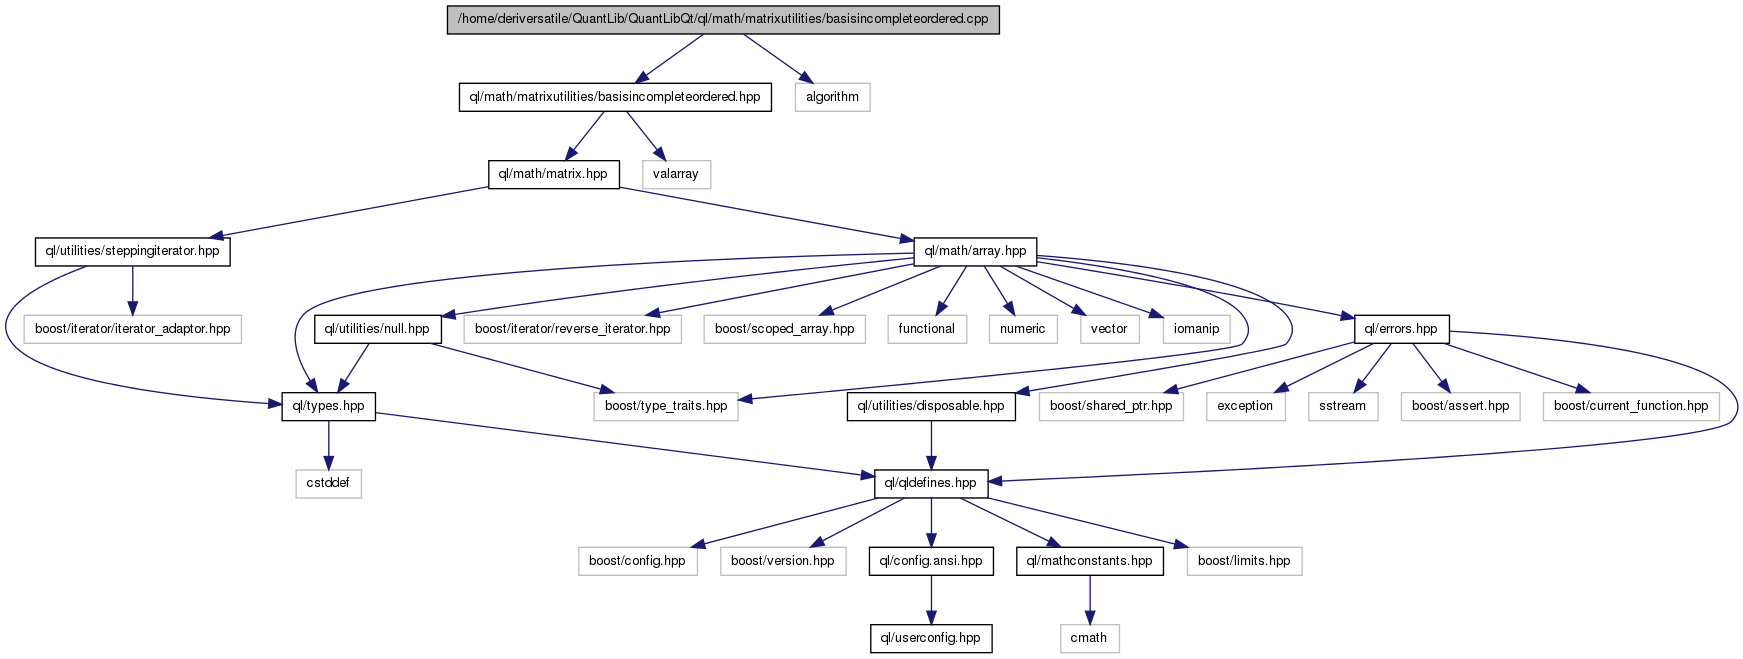 /home/deriversatile/QuantLib/QuantLibQt/ql/math/matrixutilities/basisincompleteordered.cpp
ql/math/matrixutilities/basisincompleteordered.hpp
algorithm
ql/math/matrix.hpp
valarray
ql/utilities/steppingiterator.hpp
ql/math/array.hpp
boost/iterator/iterator_adaptor.hpp
ql/utilities/null.hpp
boost/iterator/reverse_iterator.hpp
boost/scoped_array.hpp
functional
numeric
vector
iomanip
ql/errors.hpp
ql/types.hpp
boost/type_traits.hpp
ql/utilities/disposable.hpp
boost/shared_ptr.hpp
exception
sstream
boost/assert.hpp
boost/current_function.hpp
cstddef
ql/qldefines.hpp
boost/config.hpp
boost/version.hpp
ql/config.ansi.hpp
ql/mathconstants.hpp
boost/limits.hpp
ql/userconfig.hpp
cmath